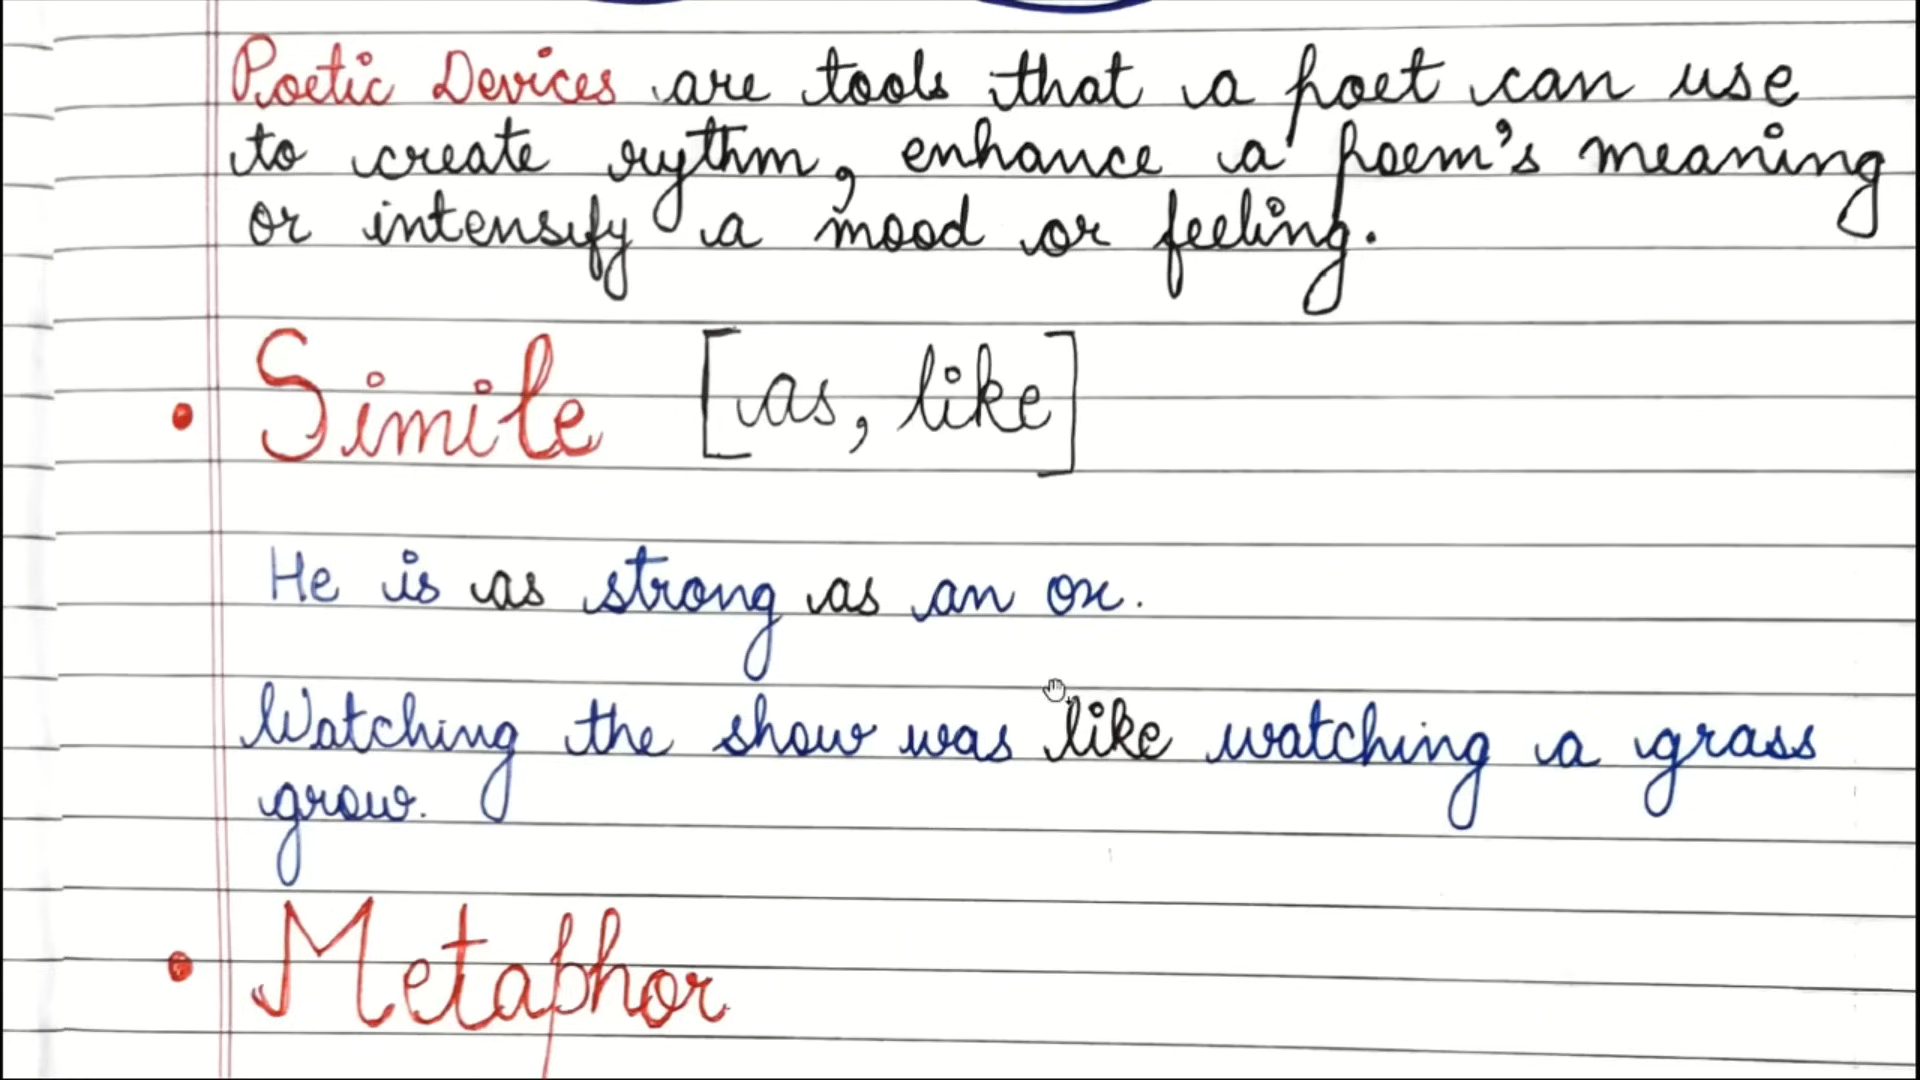 Poetic Devices are tools that a poet can use
to create rythm, enhance a poem's meaning
or intensify a mood or feeling.
• Simile [as, like]
He is as strong as an ox.
Watching the show was like watching a grass
grow.
• Metaphor